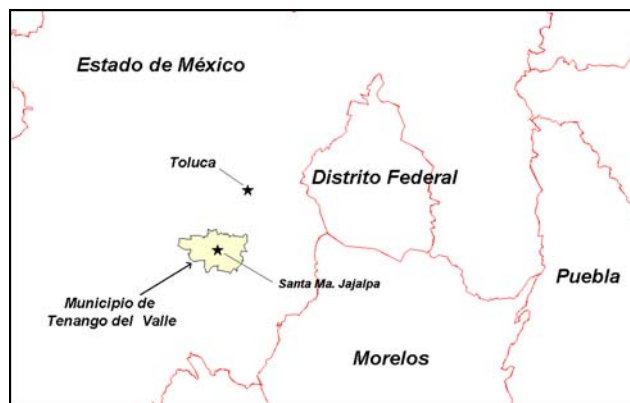 Estado de México
Toluca
Distrito Federal
Santa Ma. Jajalpa
Puebla
Municipio de
Tenango del Valle
Morelos